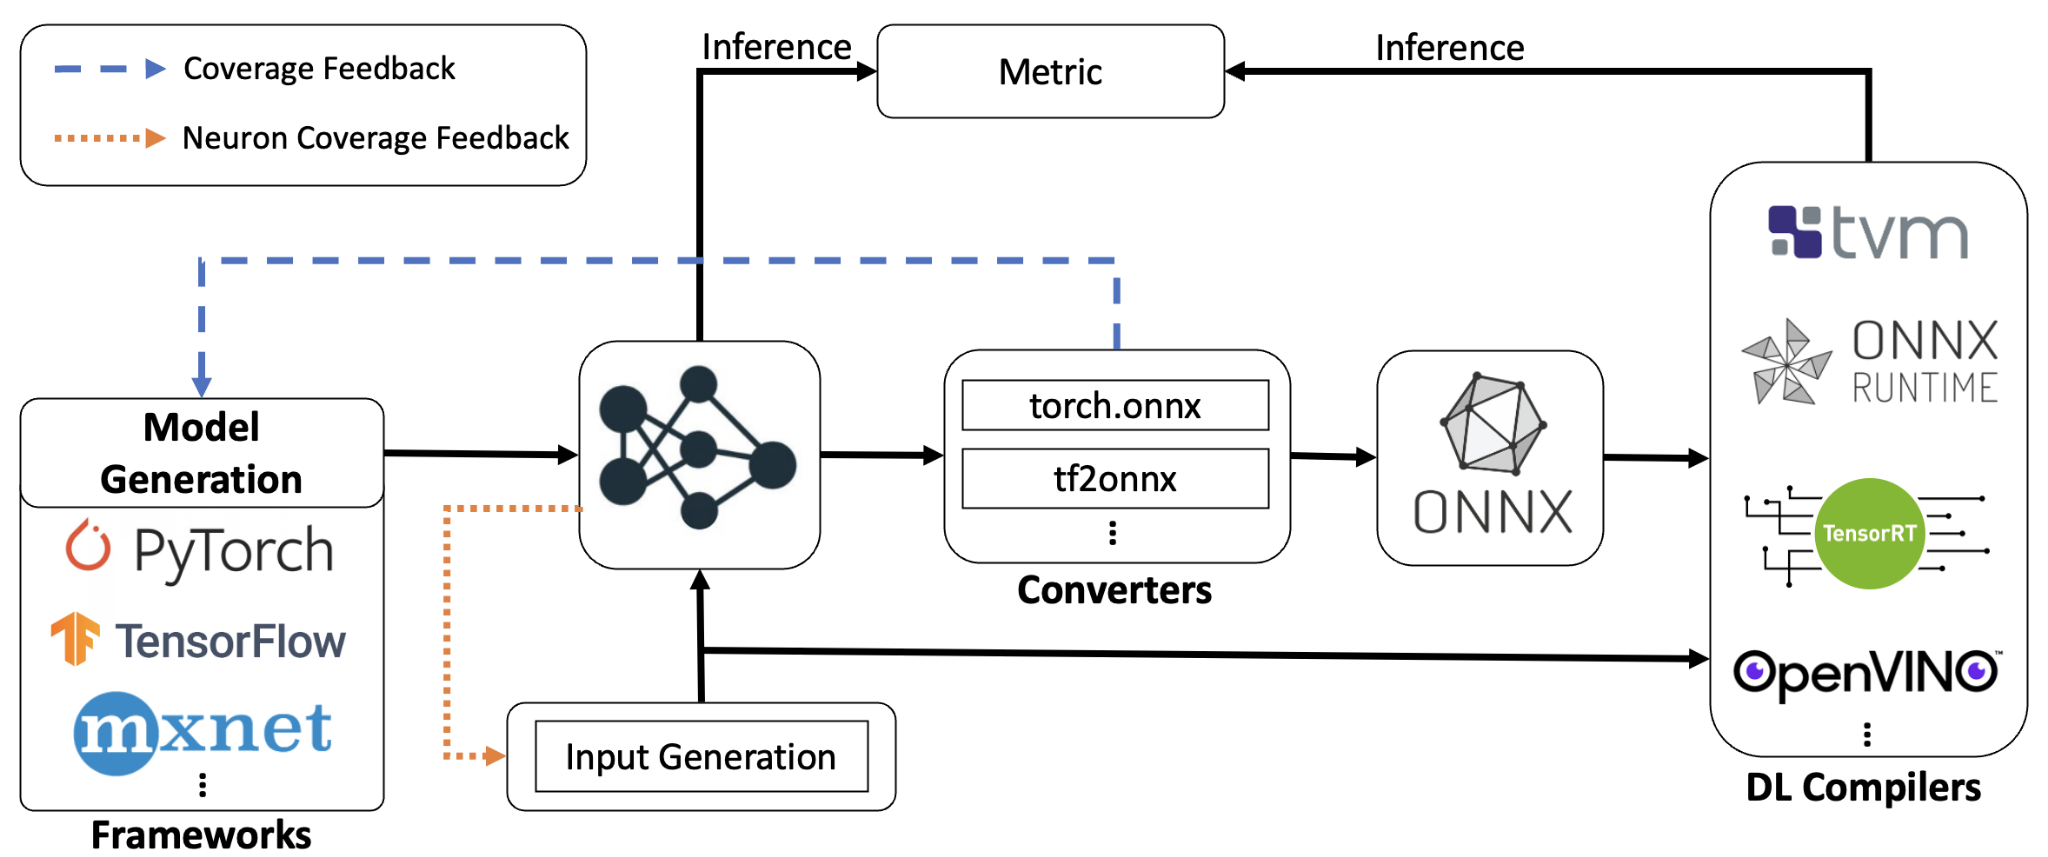 Coverage Feedback
Neuron Coverage Feedback
Inference
Metric
Inference
Model
Generation
PyTorch
TensorFlow
mxnet
Frameworks
Input Generation
torch.onnx
tf2onnx
Converters
ONNX
tvm
ONNX
RUNTIME
TensorRT
OpenVINO™
DL Compilers